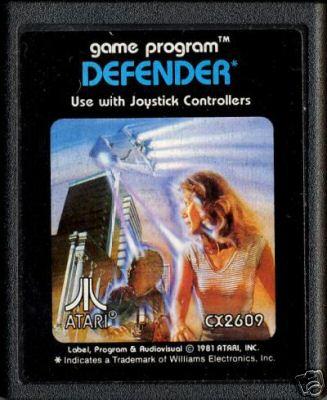 game program™
DEFENDER*
Use with Joystick Controllers
ATARI®
CX2609
Label, Program & Audiovisual © 1981 ATARI, INC.
* Indicates a Trademark of Williams Electronics, Inc.